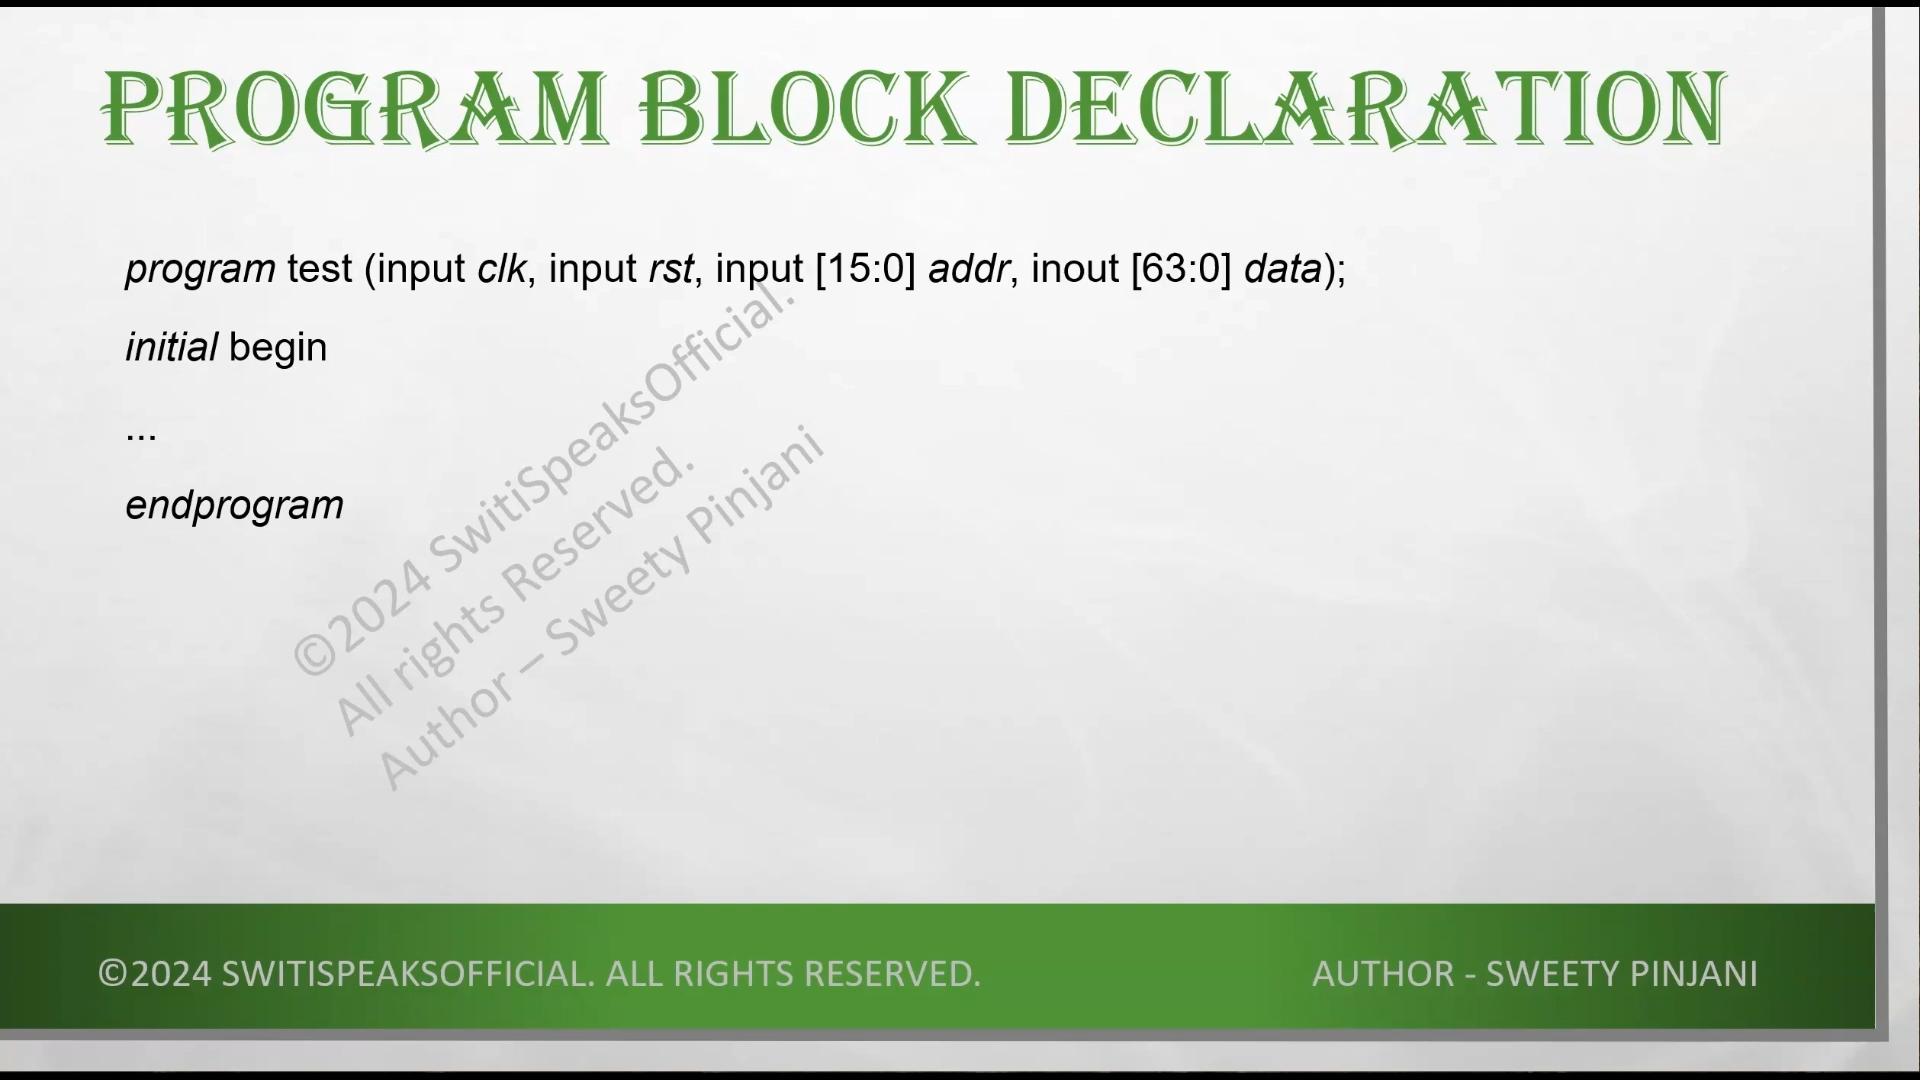 PROGRAM BLOCK DECLARATION
program test (input clk, input rst, input [15:0] addr, inout [63:0] data);
initial begin
...
endprogram
©2024 SwitiSpeaksOfficial.
All rights Reserved.
Author – Sweety Pinjani
©2024 SWITISPEAKSOFFICIAL. ALL RIGHTS RESERVED.
AUTHOR - SWEETY PINJANI